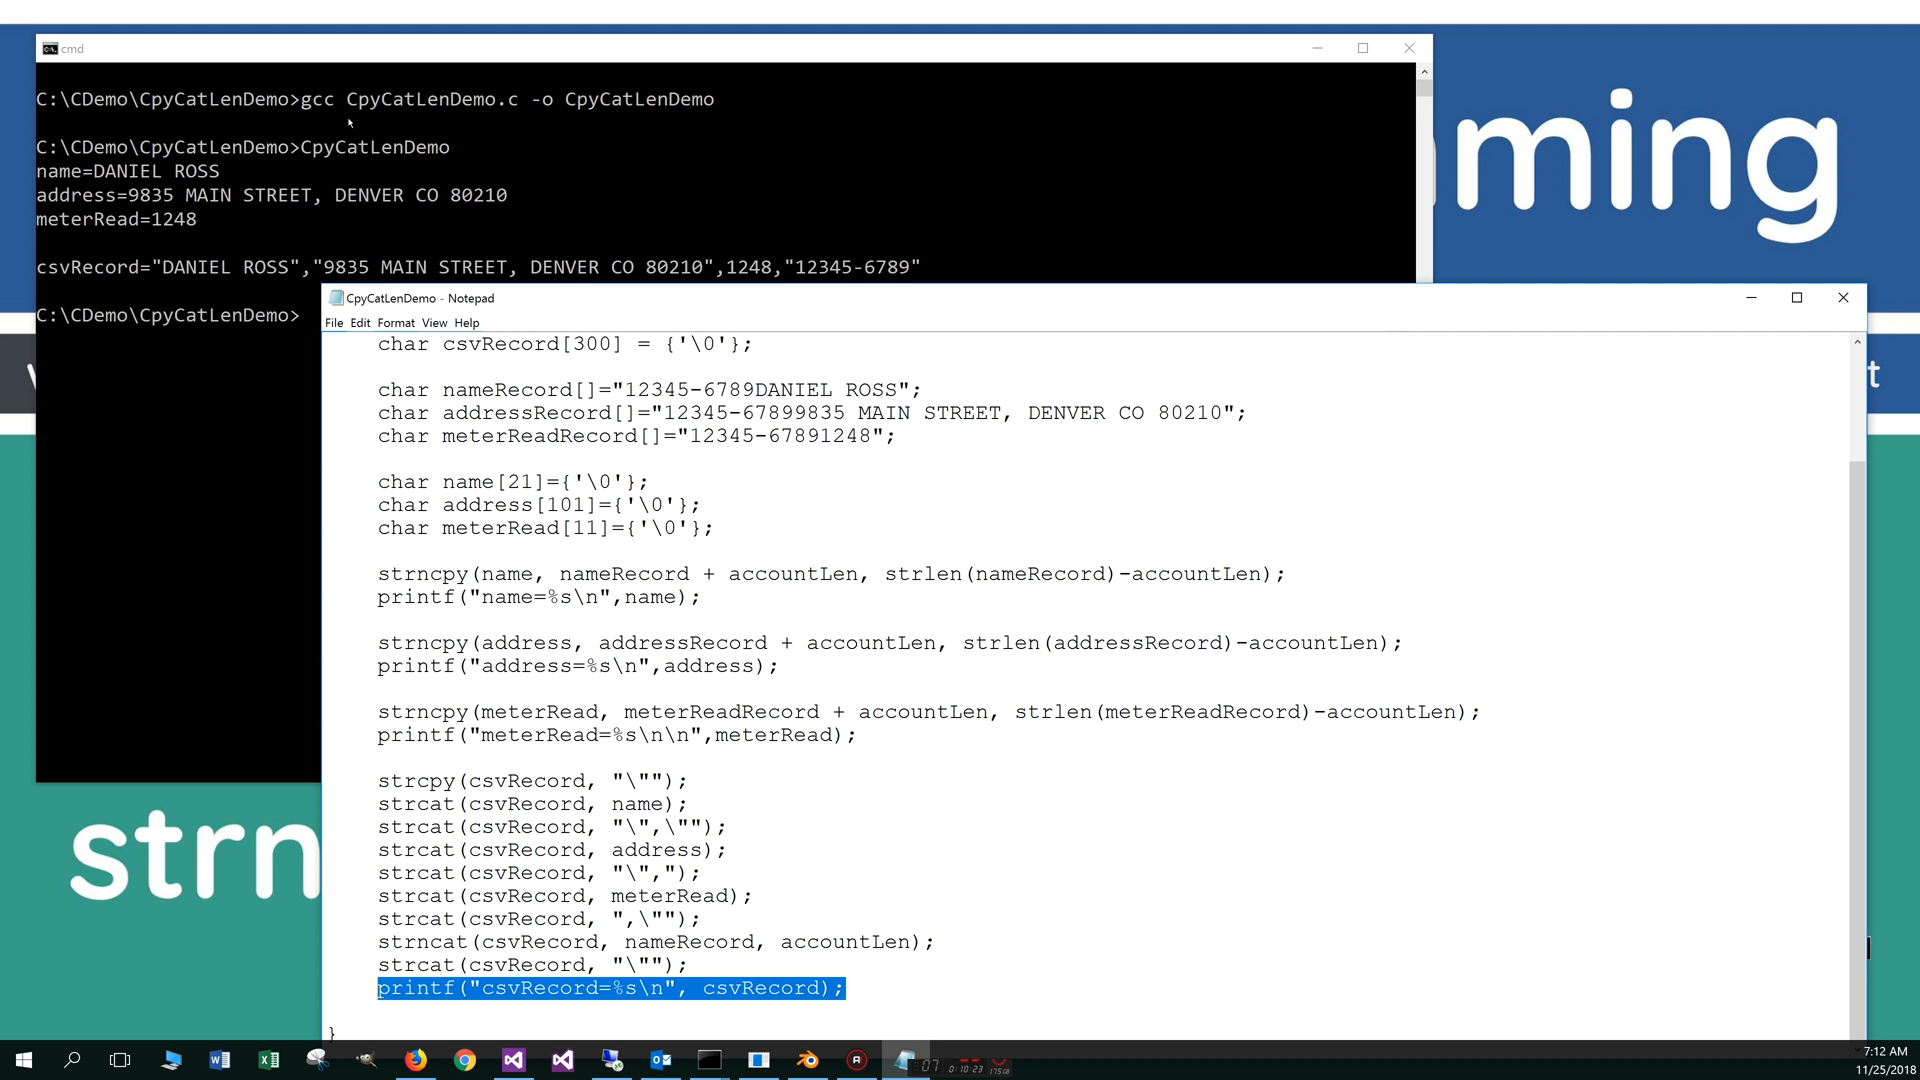 cmd
C:\CDemo\CpyCatLenDemo>gcc CpyCatLenDemo.c -o CpyCatLenDemo
C:\CDemo\CpyCatLenDemo>CpyCatLenDemo
name=DANIEL ROSS
address=9835 MAIN STREET, DENVER CO 80210
meterRead=1248
csvRecord="DANIEL ROSS","9835 MAIN STREET, DENVER CO 80210",1248,"12345-6789"
C:\CDemo\CpyCatLenDemo>
ming
t
strn
CpyCatLenDemo - Notepad
File Edit Format View Help
char csvRecord[300] = {'\0'};
char nameRecord[]="12345-6789DANIEL ROSS";
char addressRecord[]="12345-67899835 MAIN STREET, DENVER CO 80210";
char meterReadRecord[]="12345-67891248";
char name[21]={'\0'};
char address[101]={'\0'};
char meterRead[11]={'\0'};
strncpy(name, nameRecord + accountLen, strlen(nameRecord)-accountLen);
printf("name=%s\n",name);
strncpy(address, addressRecord + accountLen, strlen(addressRecord)-accountLen);
printf("address=%s\n",address);
strncpy(meterRead, meterReadRecord + accountLen, strlen(meterReadRecord)-accountLen);
printf("meterRead=%s\n\n",meterRead);
strcpy(csvRecord, "\"");
strcat(csvRecord, name);
strcat(csvRecord, "\",\"");
strcat(csvRecord, address);
strcat(csvRecord, "\",");
strcat(csvRecord, meterRead);
strcat(csvRecord, ",\"");
strncat(csvRecord, nameRecord, accountLen);
strcat(csvRecord, "\"");
printf("csvRecord=%s\n", csvRecord);
}
07 0:10:23 175GB
7:12 AM
11/25/2018